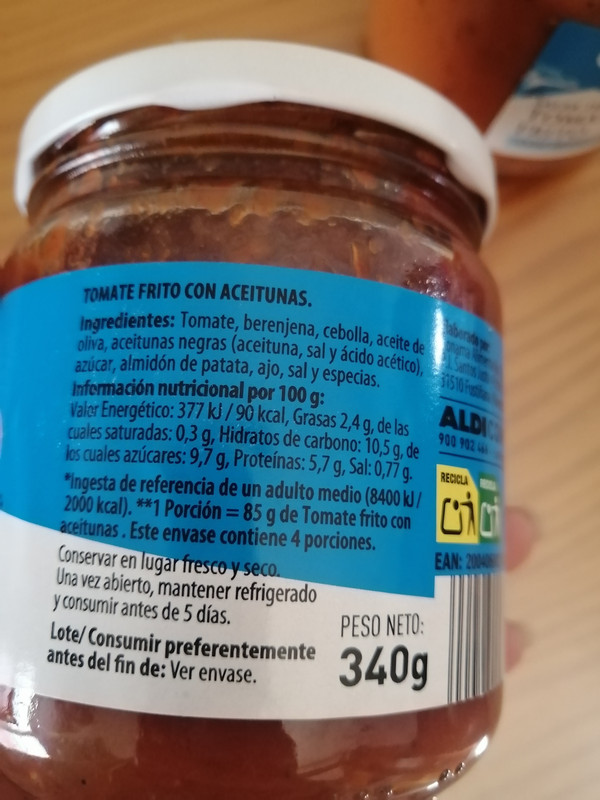 TOMATE FRITO CON ACEITUNAS.
Ingredientes: Tomate, berenjena, cebolla, aceite de
oliva, aceitunas negras (aceituna, sal y ácido acético),
azúcar, almidón de patata, ajo, sal y especias.
Información nutricional por 100 g:
Valor Energético: 377 kJ / 90 kcal, Grasas 2,4 g, de las
cuales saturadas: 0,3 g, Hidratos de carbono: 10,5 g, de
los cuales azúcares: 9,7 g, Proteínas: 5,7 g, Sal: 0,77 g.
*Ingesta de referencia de un adulto medio (8400 kJ /
2000 kcal). **1 Porción = 85 g de Tomate frito con
aceitunas . Este envase contiene 4 porciones.
Conservar en lugar fresco y seco.
Una vez abierto, mantener refrigerado
y consumir antes de 5 días.
Lote/ Consumir preferentemente
antes del fin de: Ver envase.
PESO NETO:
340g
ALDI
900 902
RECICLA
EAN: